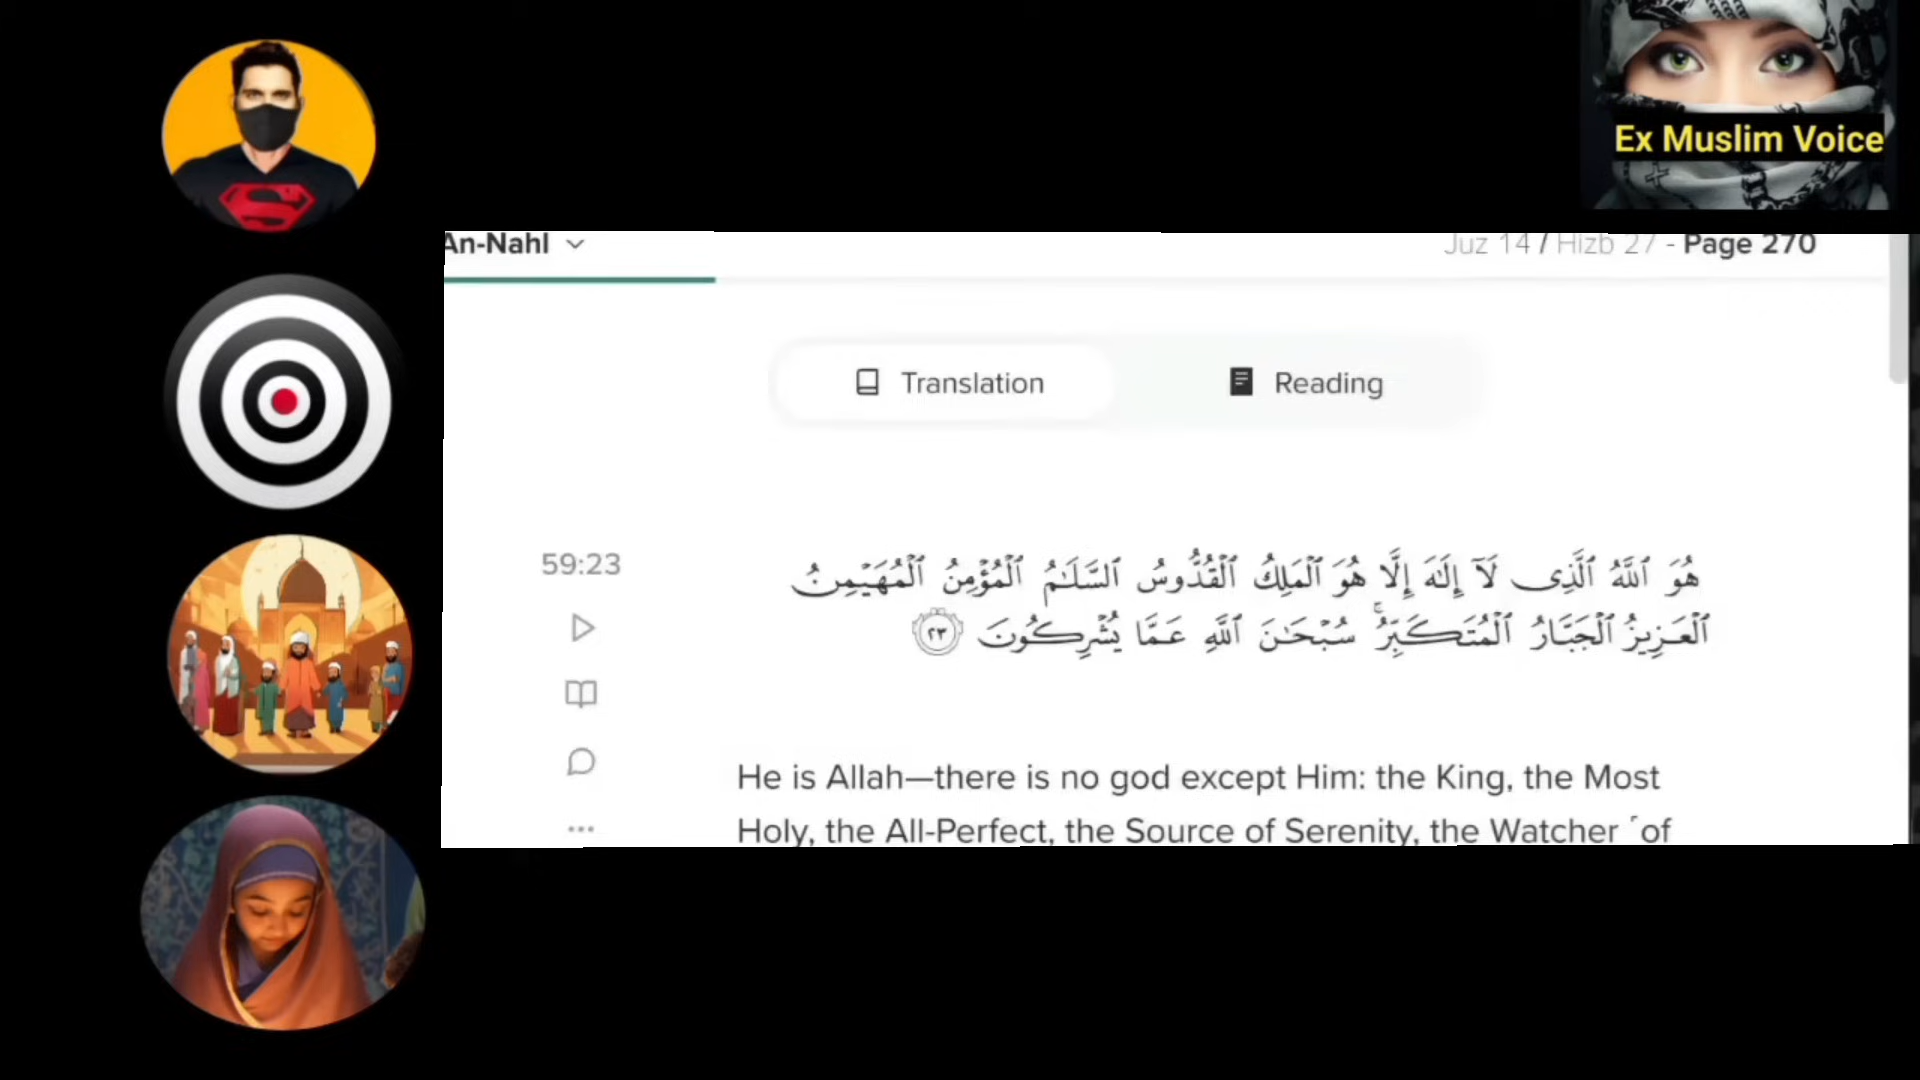 Ex Muslim Voice
An-Nahl
Juz 14 / Hizb 27 - Page 270
Translation
Reading
59:23
هُوَ ٱللَّهُ ٱلَّذِى لَآ إِلَـٰهَ إِلَّا هُوَ ٱلْمَلِكُ ٱلْقُدُّوسُ ٱلسَّلَـٰمُ ٱلْمُؤْمِنُ ٱلْمُهَيْمِنُ
ٱلْعَزِيزُ ٱلْجَبَّارُ ٱلْمُتَكَبِّرُ ۚ سُبْحَـٰنَ ٱللَّهِ عَمَّا يُشْرِكُونَ ٢٣
He is Allah—there is no god except Him: the King, the Most
Holy, the All-Perfect, the Source of Serenity, the Watcher ˹of